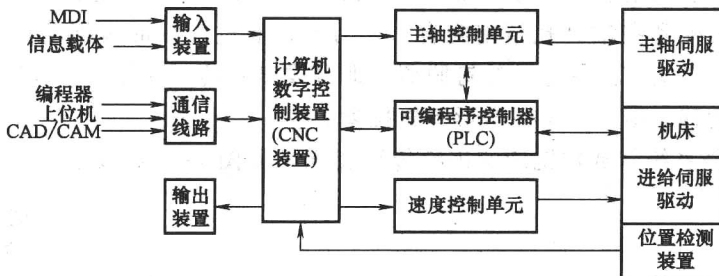 MDI
信息载体
输入
装置
编程器
上位机
CAD/CAM
通信
线路
输出
装置
计算机
数字控
制装置
(CNC
装置)
主轴控制单元
可编程序控制器
(PLC)
速度控制单元
主轴伺服
驱动
机床
进给伺服
驱动
位置检测
装置